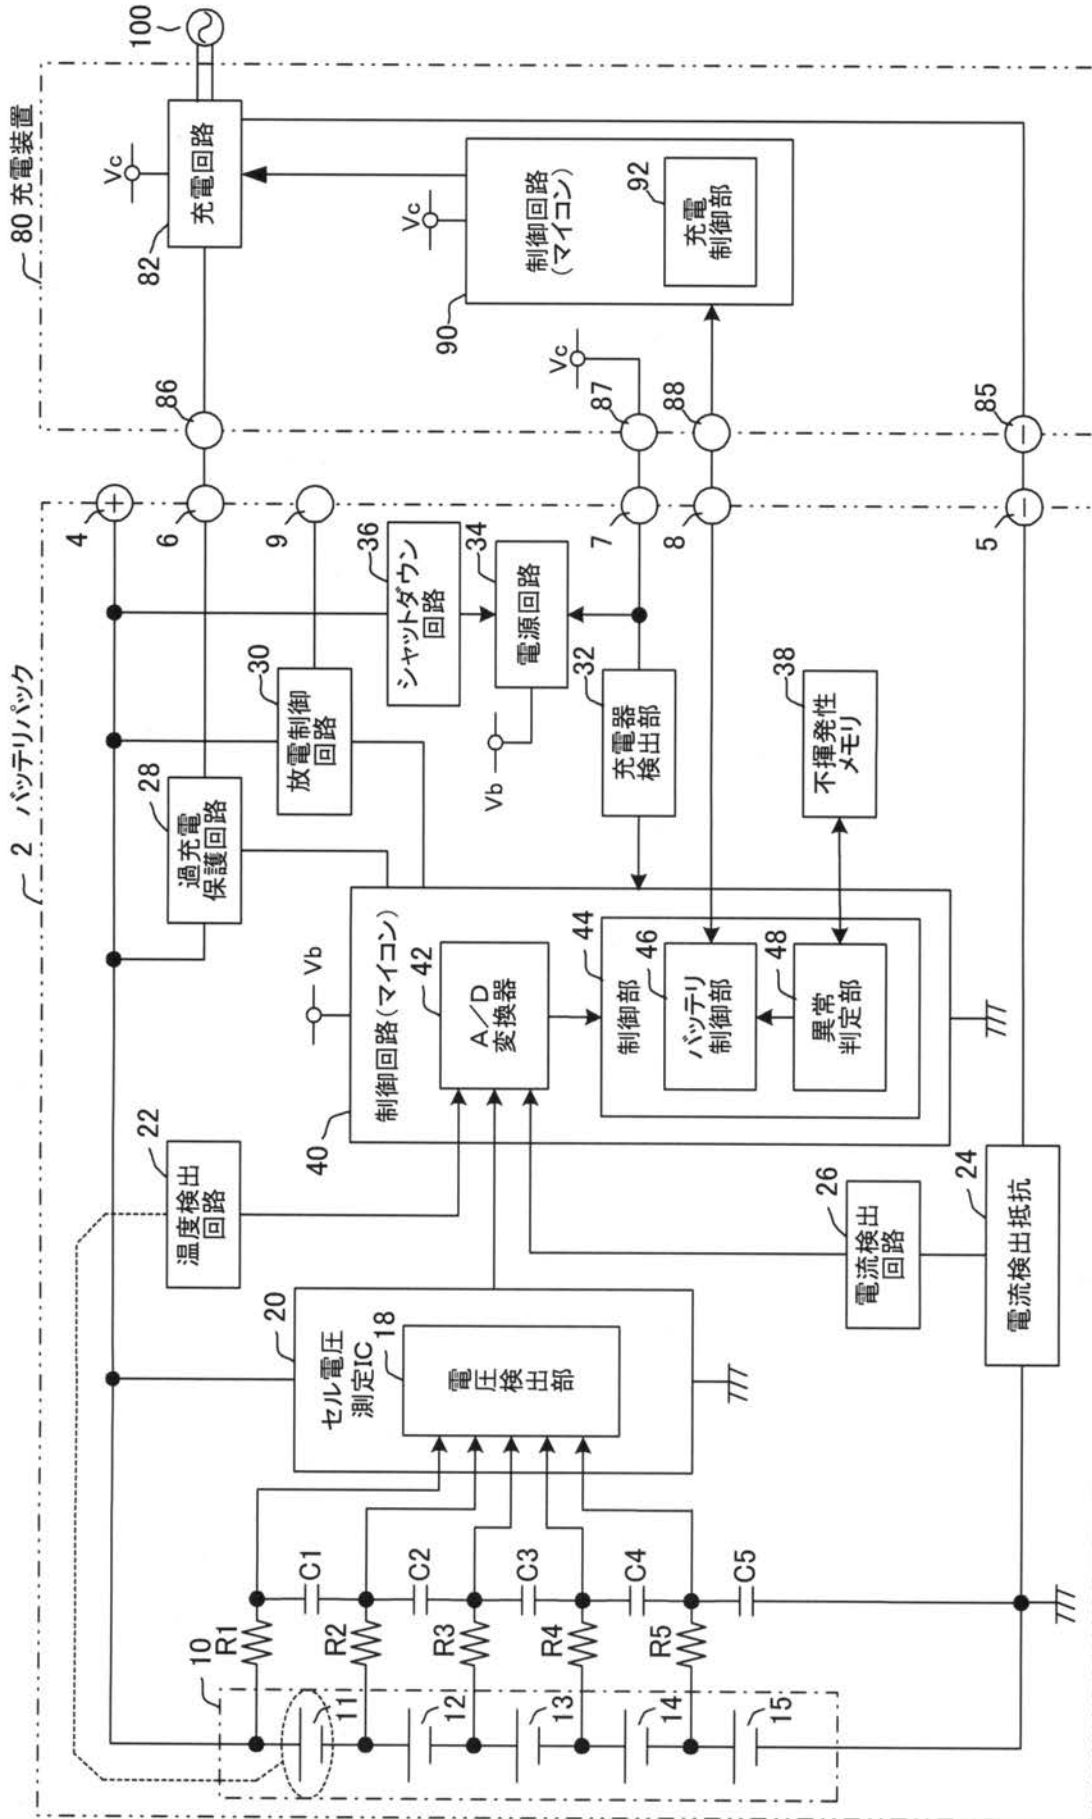 2 バッテリパック
80 充電装置
100
4
6
9
7
8
5
86
87
88
85
Vc
充電回路
82
Vc
制御回路
(マイコン)
90
92
充電
制御部
Vc
28
過充電
保護回路
30
放電制御
回路
36
シャットダウン
回路
34
電源回路
Vb
32
充電器
検出部
38
不揮発性
メモリ
22
温度検出
回路
Vb
制御回路(マイコン)
40
42
A/D
変換器
44
制御部
46
バッテリ
制御部
48
異常
判定部
20
セル電圧
測定IC
18
電圧
検出部
26
電流検出
回路
24
電流検出抵抗
10
R1
R2
R3
R4
R5
C1
C2
C3
C4
C5
11
12
13
14
15
+
−
−